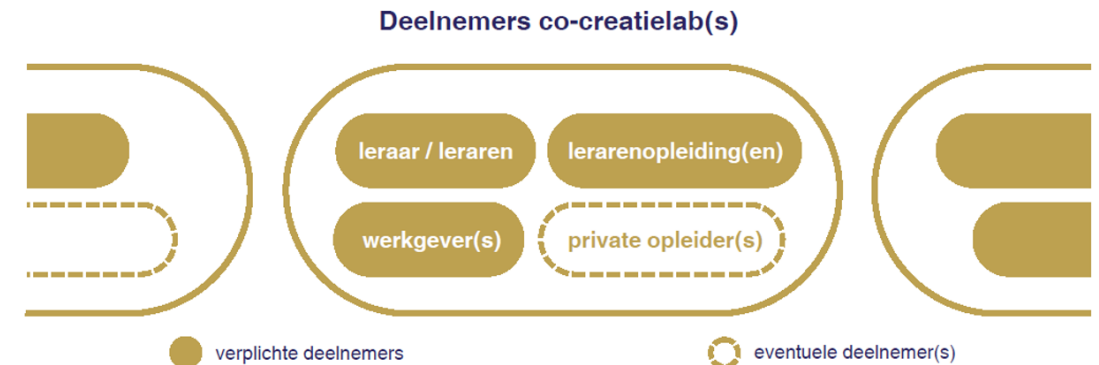 Deelnemers co-creatielab(s)
leraar / leraren
lerarenopleiding(en)
werkgever(s)
private opleider(s)
verplichte deelnemers
eventuele deelnemer(s)